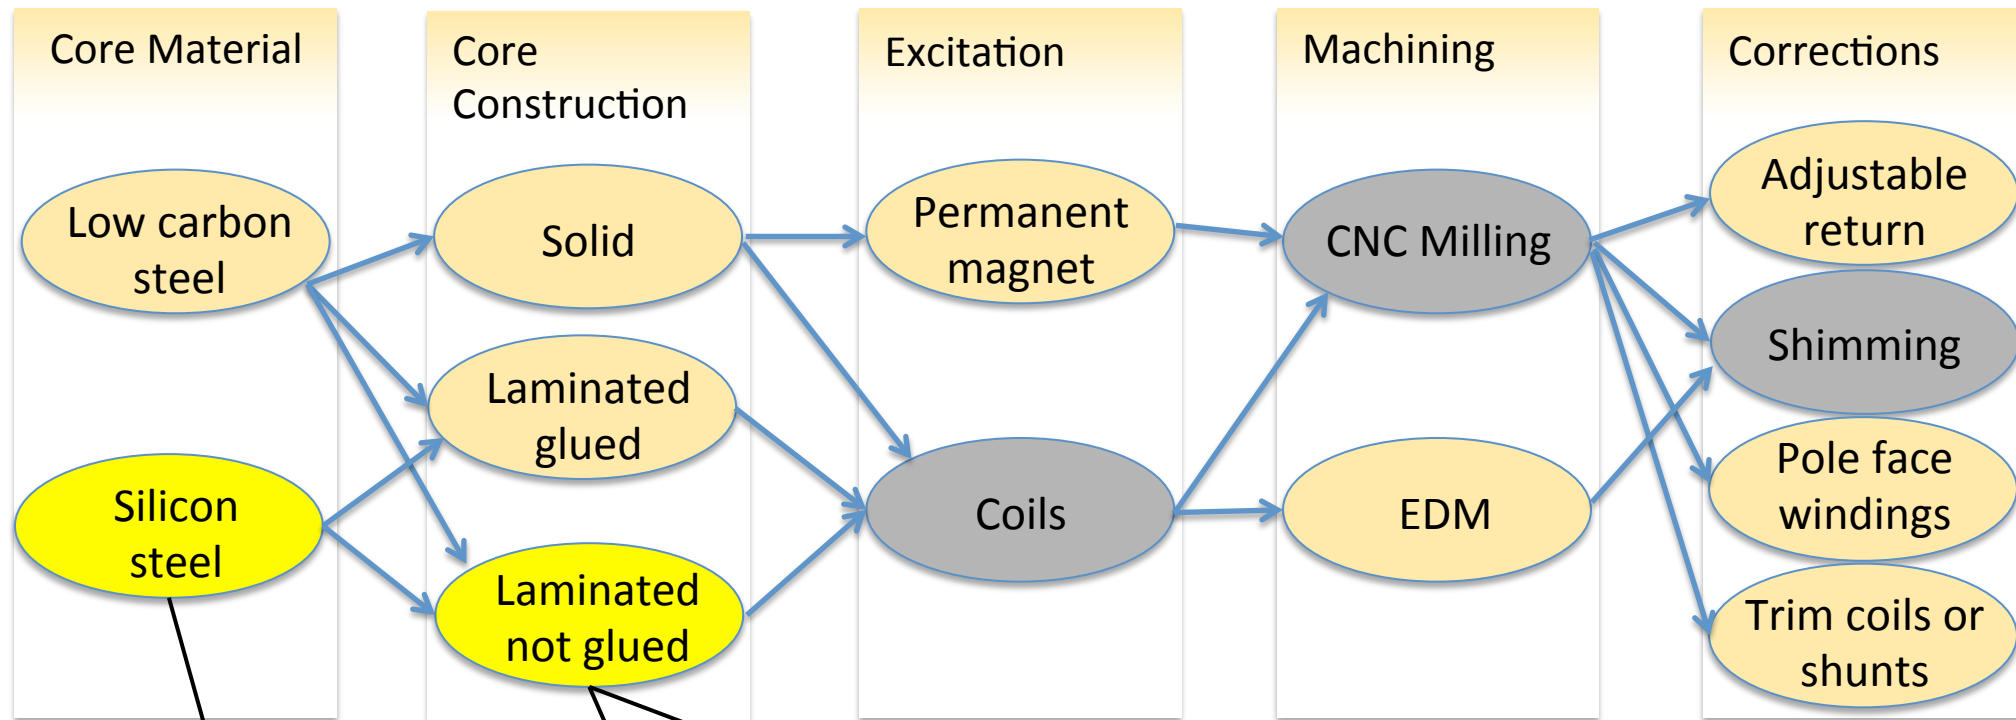 Core Material
Low carbon
steel
Silicon
steel
Core
Construction
Solid
Laminated
glued
Laminated
not glued
Excitation
Permanent
magnet
Coils
Machining
CNC Milling
EDM
Corrections
Adjustable
return
Shimming
Pole face
windings
Trim coils or
shunts